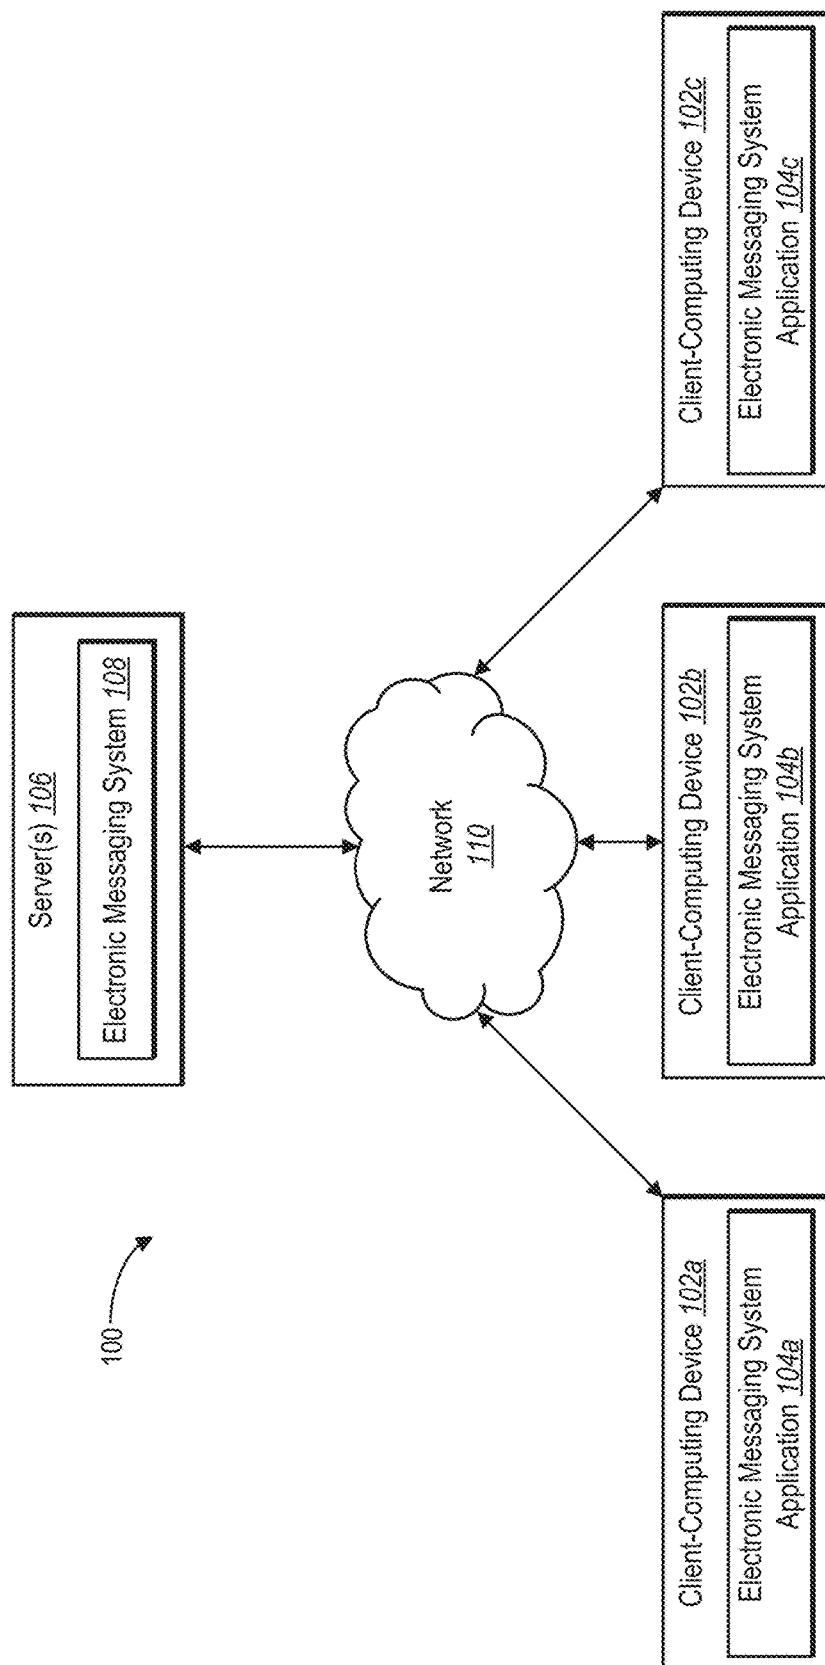 100
Server(s) 106
Electronic Messaging System 108
Network
110
Client-Computing Device 102a
Electronic Messaging System
Application 104a
Client-Computing Device 102b
Electronic Messaging System
Application 104b
Client-Computing Device 102c
Electronic Messaging System
Application 104c